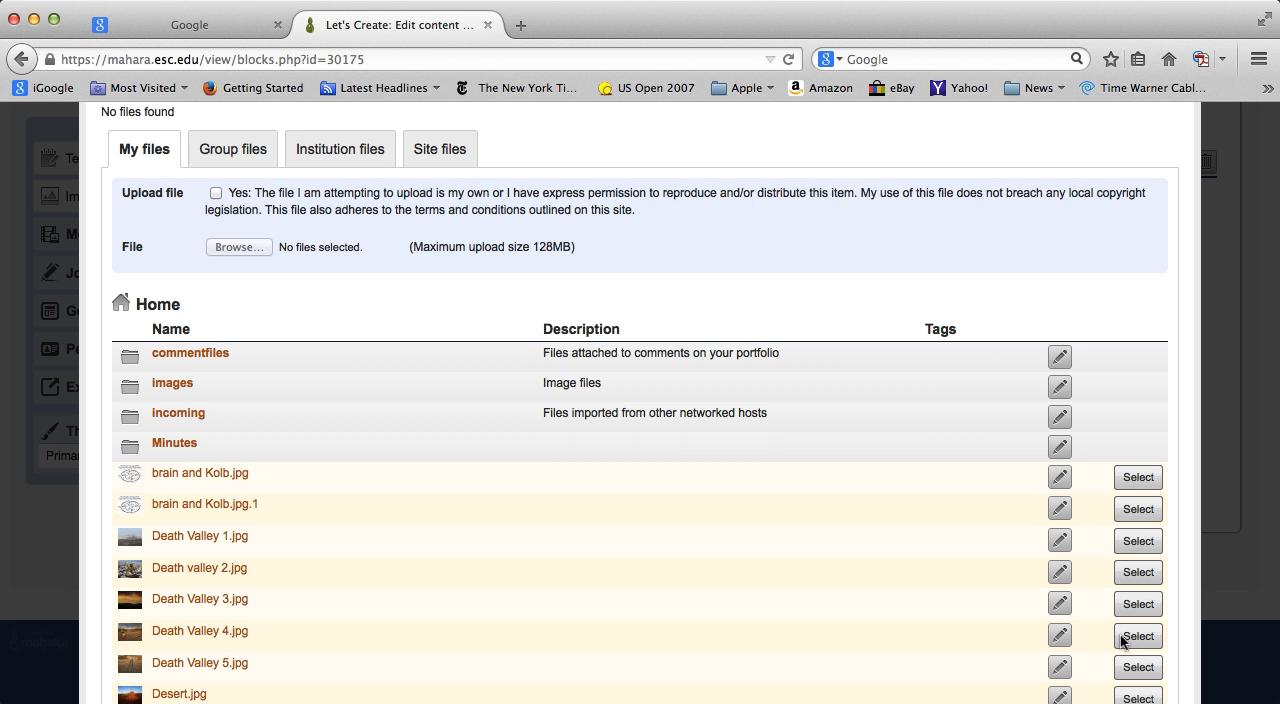 Google
Let's Create: Edit content ...
https://mahara.esc.edu/view/blocks.php?id=30175
Google
iGoogle Most Visited Getting Started Latest Headlines The New York Ti... US Open 2007 Apple Amazon eBay Yahoo! News Time Warner Cabl...
No files found
My files Group files Institution files Site files
Upload file Yes: The file I am attempting to upload is my own or I have express permission to reproduce and/or distribute this item. My use of this file does not breach any local copyright
legislation. This file also adheres to the terms and conditions outlined on this site.
File Browse... No files selected. (Maximum upload size 128MB)
Home
Name Description Tags
commentfiles Files attached to comments on your portfolio
images Image files
incoming Files imported from other networked hosts
Minutes
brain and Kolb.jpg Select
brain and Kolb.jpg.1 Select
Death Valley 1.jpg Select
Death valley 2.jpg Select
Death Valley 3.jpg Select
Death Valley 4.jpg Select
Death Valley 5.jpg Select
Desert.jpg Select